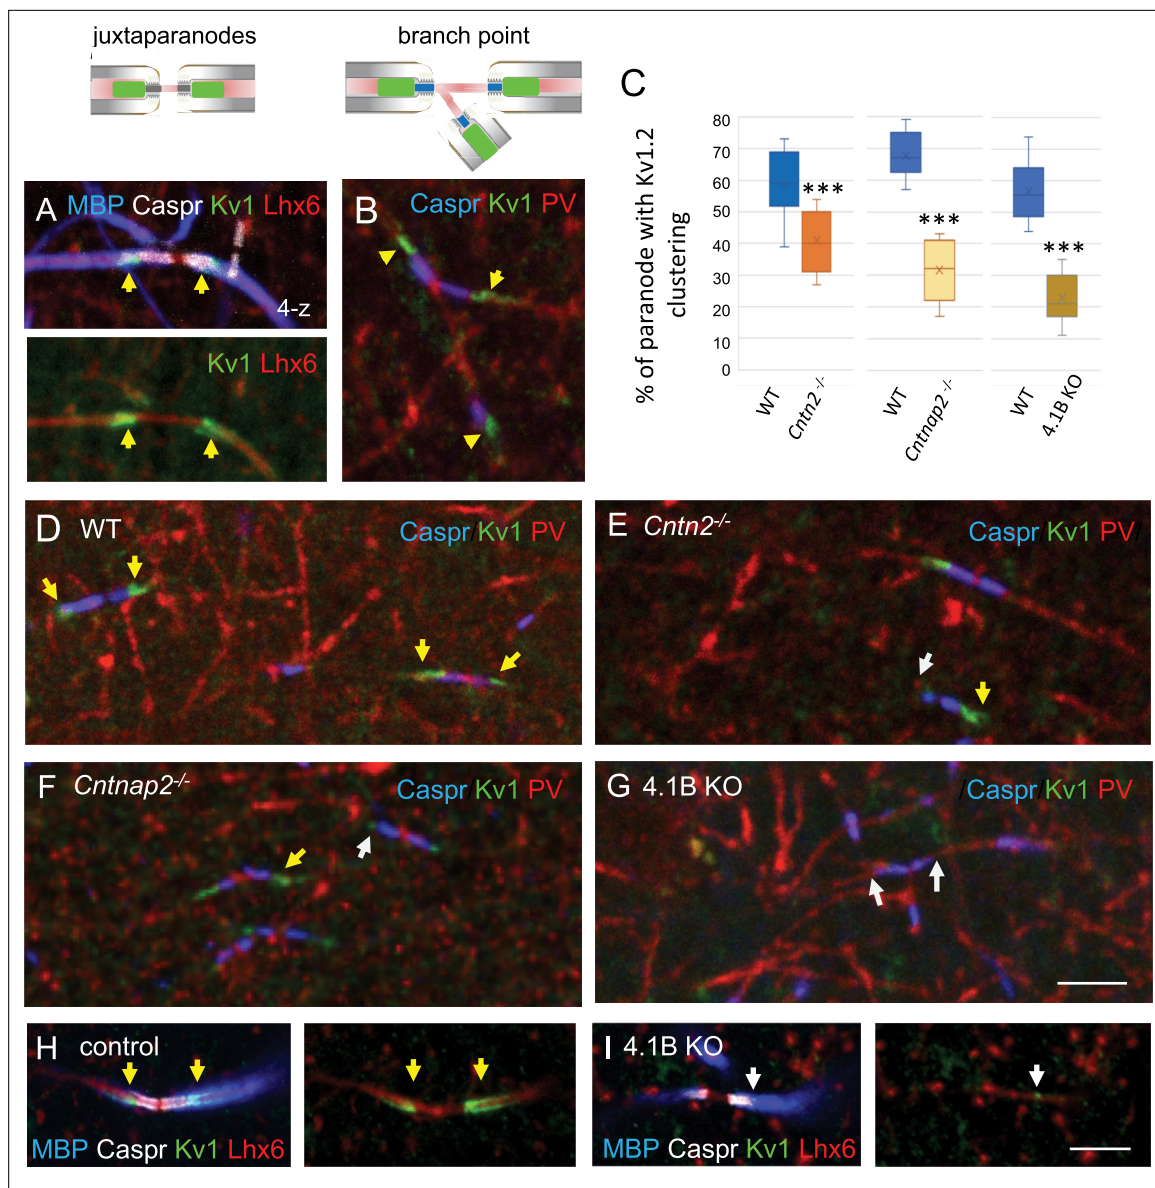 juxtaparanodes
branch point
A MBP Caspr Kv1 Lhx6
4-z
Kv1 Lhx6
B Caspr Kv1 PV
C
% of paranode with Kv1.2
clustering
80
70
60
50
40
30
20
10
0
***
***
***
WT
Cntn2 -/-
WT
Cntnap2 -/-
WT
4.1B KO
D WT Caspr/Kv1 PV
E Cntn2-/- Caspr/Kv1 PV/
F Cntnap2-/- Caspr/Kv1 PV
G 4.1B KO /Caspr/Kv1 PV
H control
MBP Caspr Kv1 Lhx6
I 4.1B KO
MBP Caspr Kv1 Lhx6